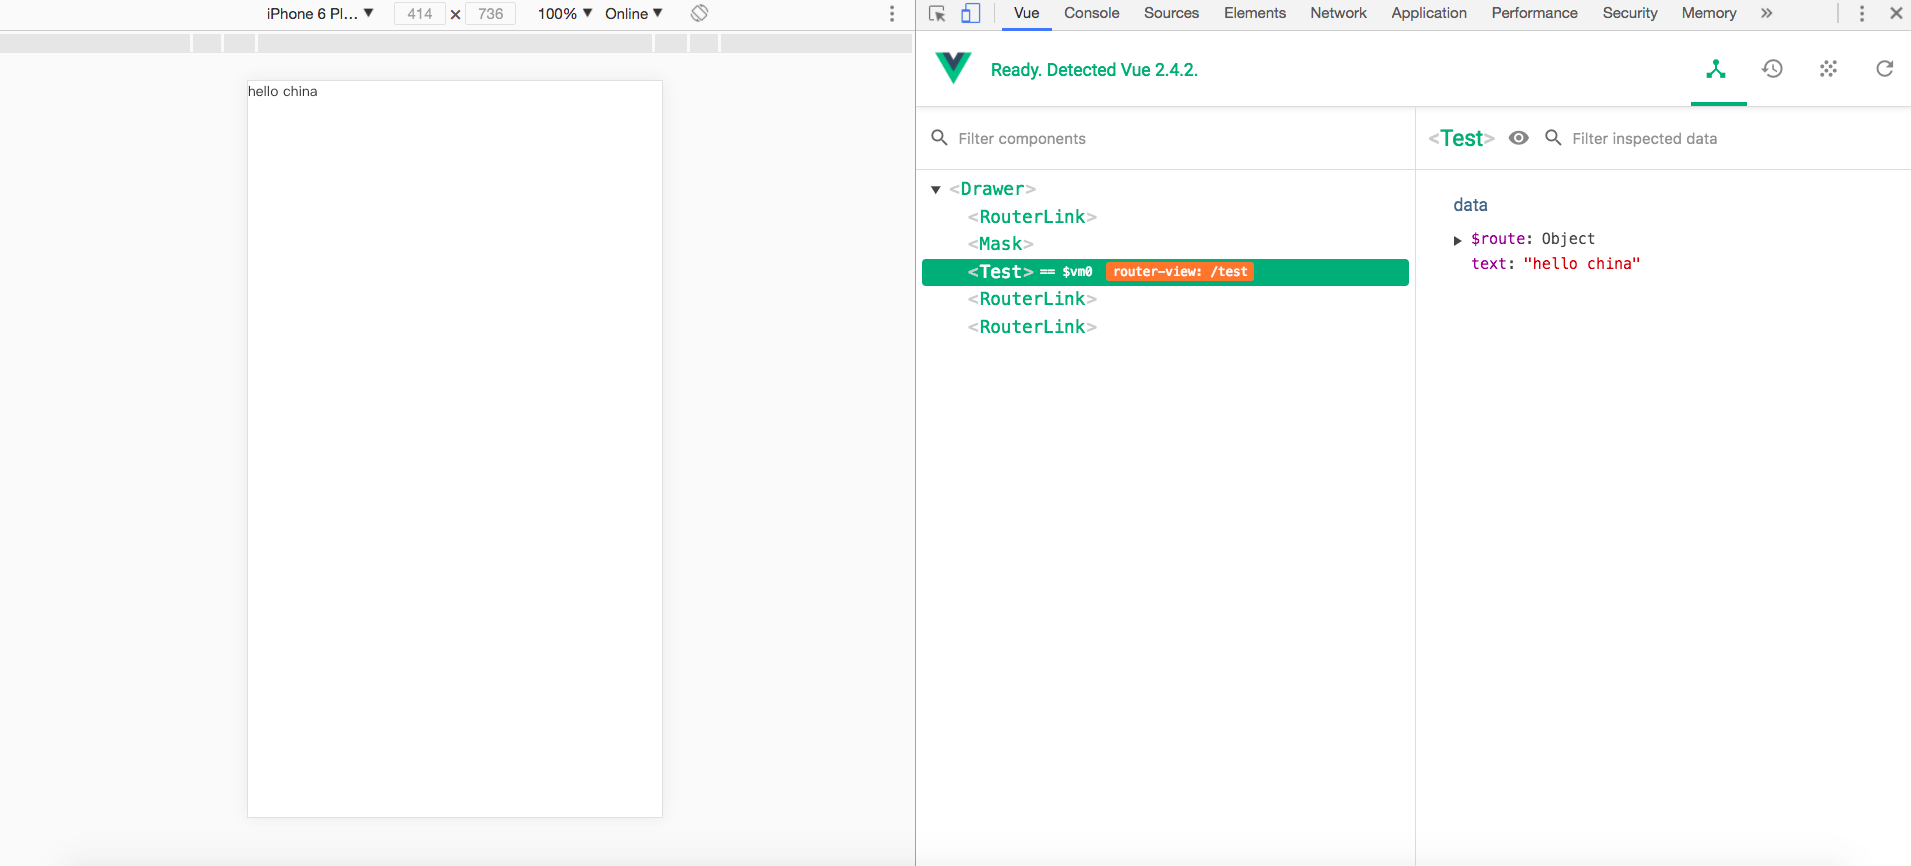 iPhone 6 Pl... ▼ 414 × 736 100% ▼ Online ▼
Vue Console Sources Elements Network Application Performance Security Memory »
hello china
Ready. Detected Vue 2.4.2.
Filter components
<Test> Filter inspected data
▼ <Drawer>
<RouterLink>
<Mask>
<Test> == $vm0 router-view: /test
<RouterLink>
<RouterLink>
data
▶ $route: Object
text: "hello china"